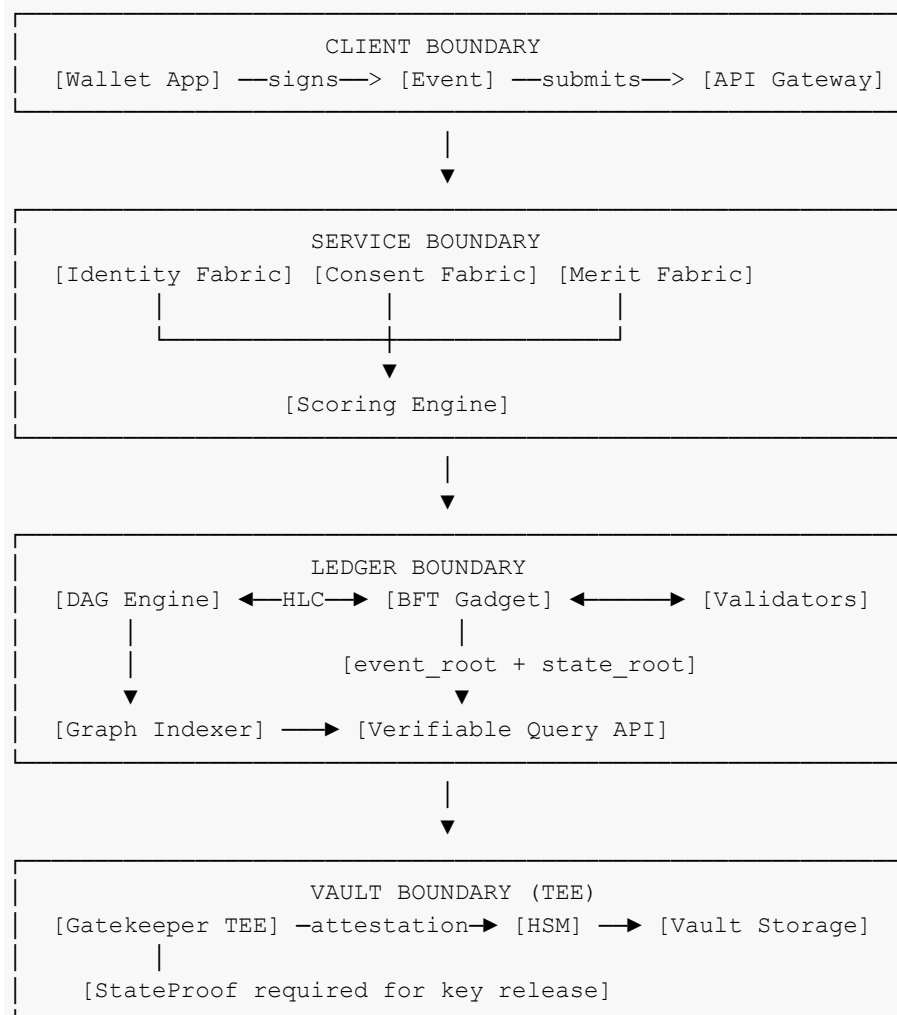 CLIENT BOUNDARY
[Wallet App] ──signs──> [Event] ──submits──> [API Gateway]
SERVICE BOUNDARY
[Identity Fabric] [Consent Fabric] [Merit Fabric]
[Scoring Engine]
LEDGER BOUNDARY
[DAG Engine] ◄──HLC──► [BFT Gadget] ◄──────► [Validators]
[event_root + state_root]
[Graph Indexer] ───► [Verifiable Query API]
VAULT BOUNDARY (TEE)
[Gatekeeper TEE] ─attestation─► [HSM] ──► [Vault Storage]
[StateProof required for key release]